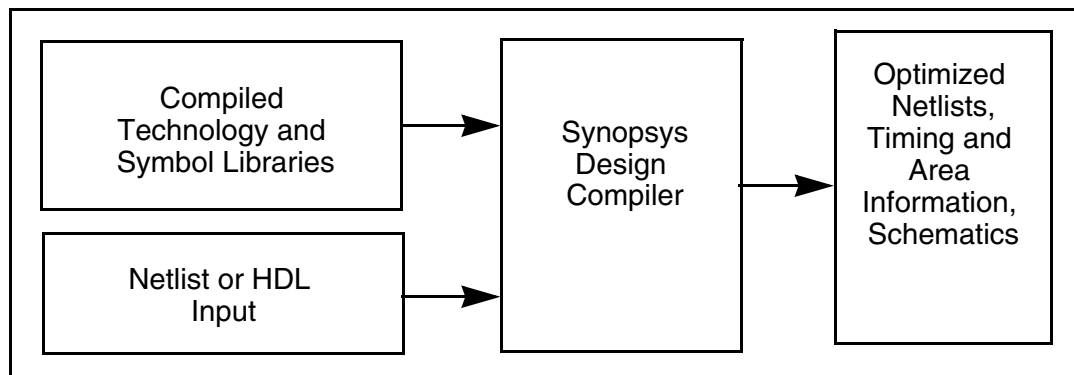 Compiled
Technology and
Symbol Libraries
Netlist or HDL
Input
Synopsys
Design
Compiler
Optimized
Netlists,
Timing and
Area
Information,
Schematics